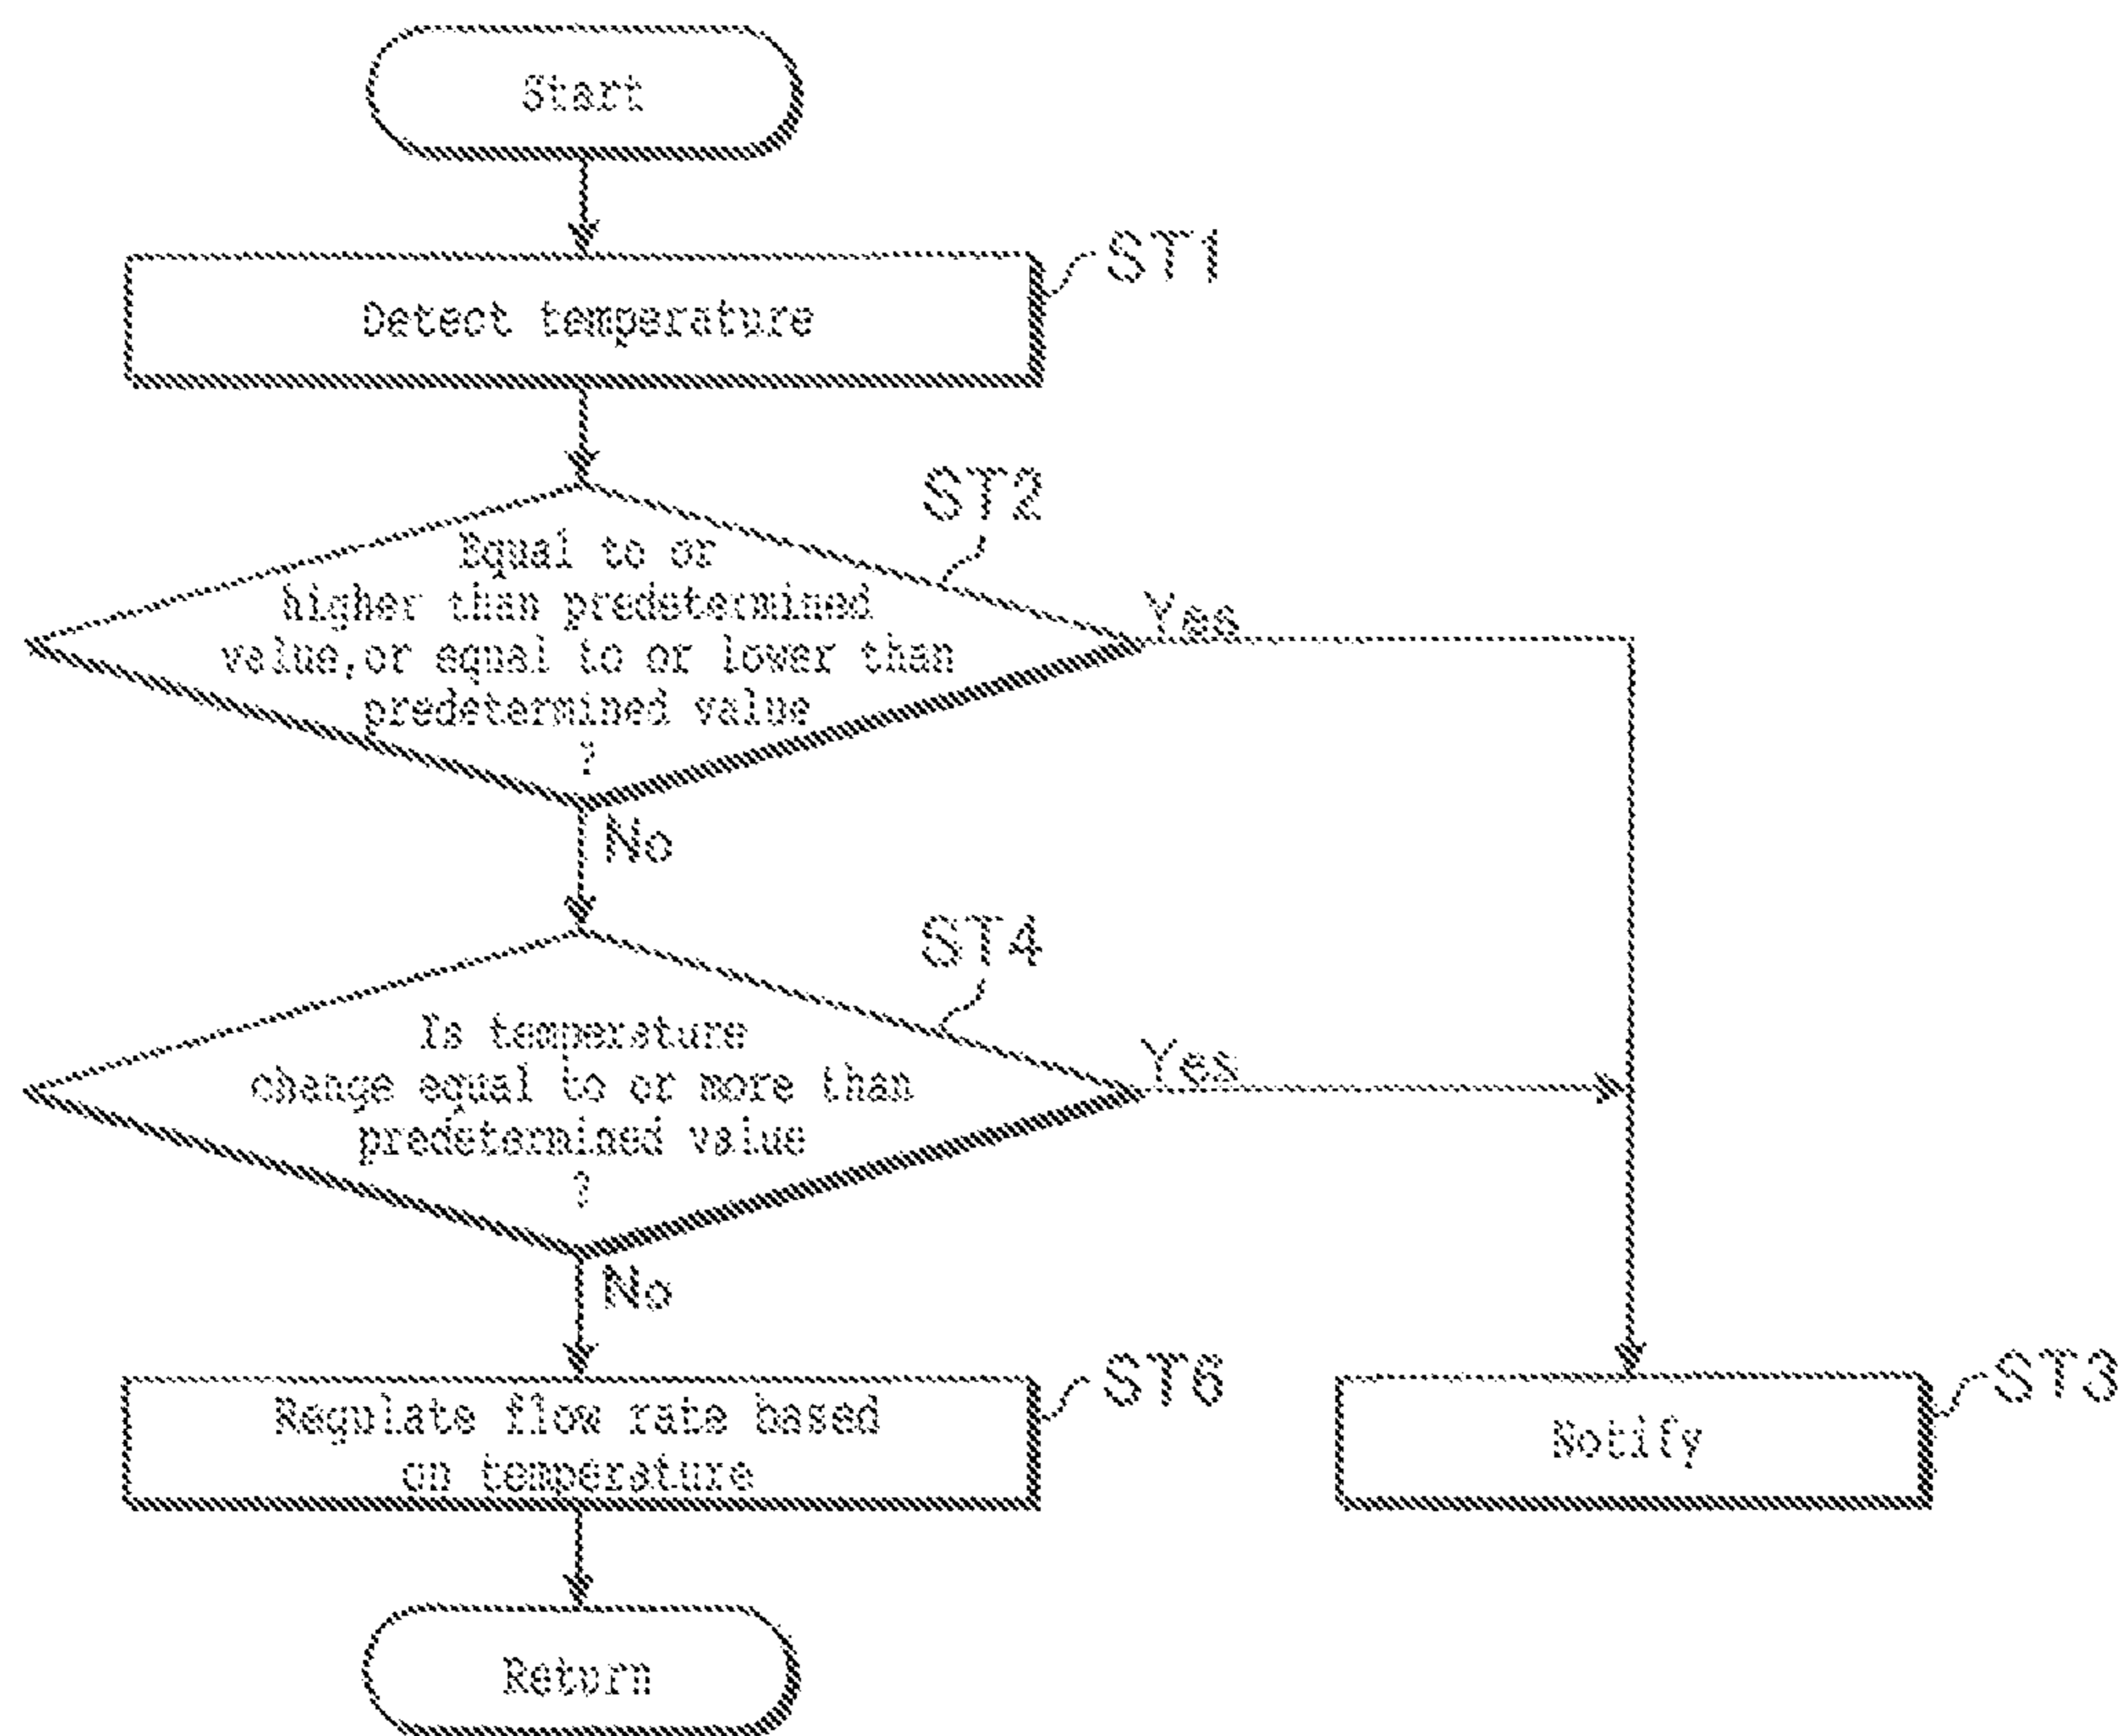 Start
Detect temperature
ST1
ST2
Equal to or
higher than predetermined
value,or equal to or lower than
predetermined value
?
Yes
No
ST4
Is temperature
change equal to or more than
predetermined value
?
Yes
No
Regulate flow rate based
on temperature
ST6
Notify
ST3
Return